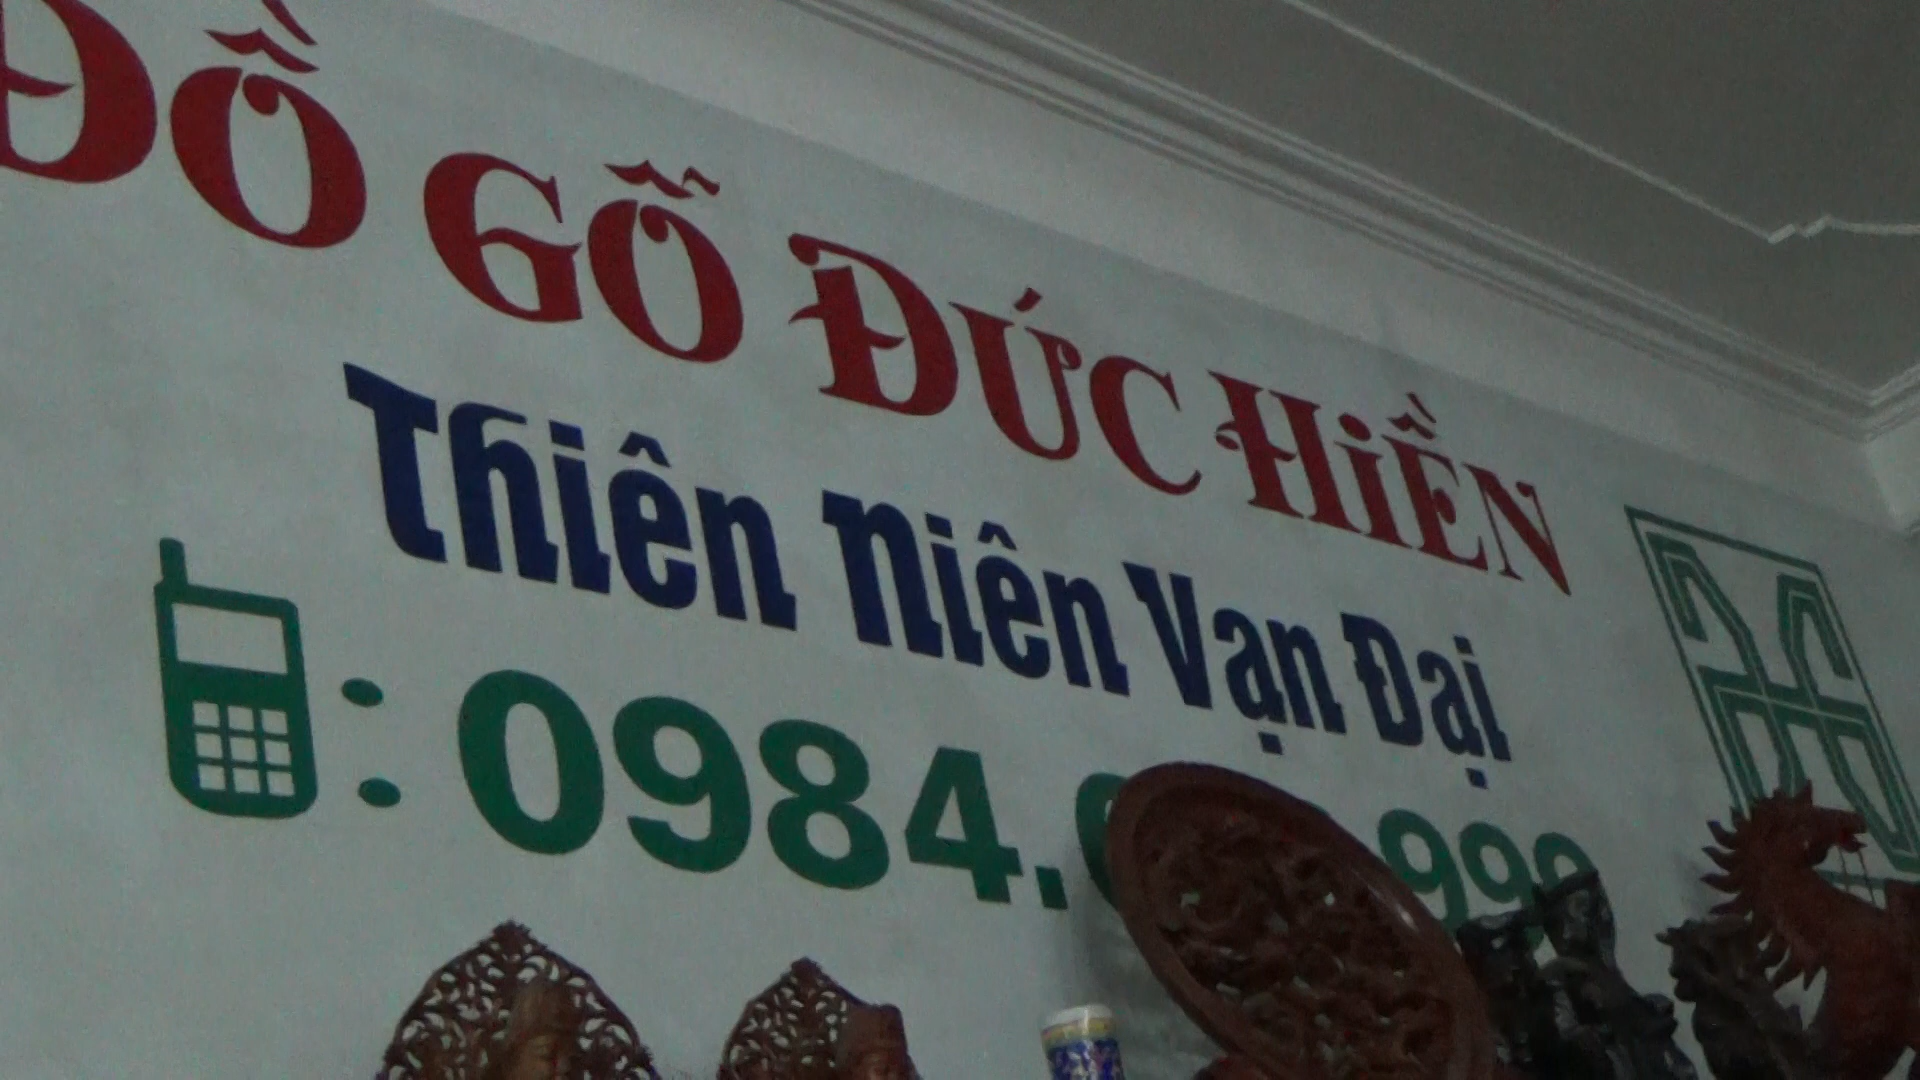 ĐỒ GỖ ĐỨC HiỀN
Thiên Niên Vạn Đại
: 0984.